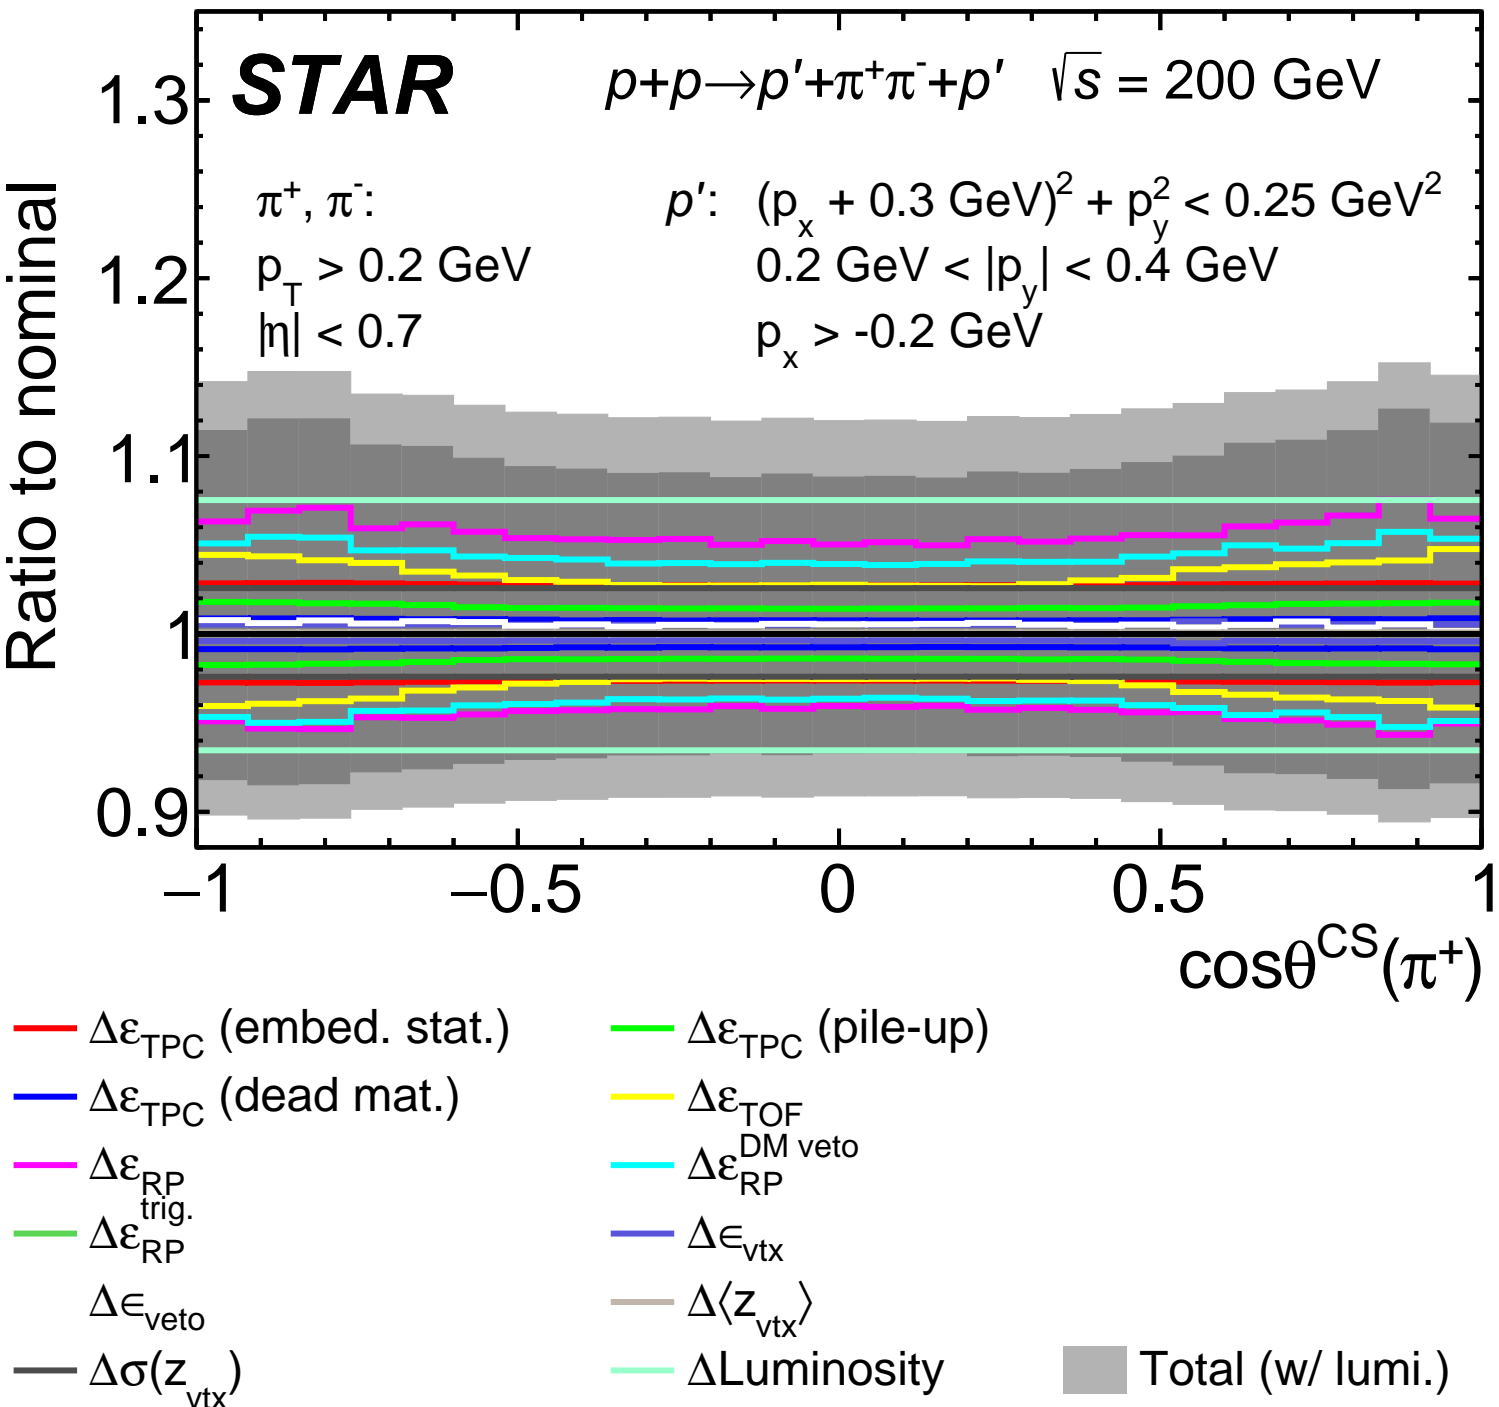 STAR p+p→p′+π⁺π⁻+p′ √s = 200 GeV
π⁺, π⁻: p′: (pₓ + 0.3 GeV)² + p_y² < 0.25 GeV²
p_T > 0.2 GeV 0.2 GeV < |p_y| < 0.4 GeV
|η| < 0.7 pₓ > -0.2 GeV
Ratio to nominal
1.3
1.2
1.1
1
0.9
−1 −0.5 0 0.5 1
cosθ^CS(π⁺)
Δε_TPC (embed. stat.) Δε_TPC (pile-up)
Δε_TPC (dead mat.) Δε_TOF
Δε_RP Δε_RP^DM veto
Δε_RP^trig. Δϵ_vtx
Δϵ_veto Δ⟨z_vtx⟩
Δσ(z_vtx) ΔLuminosity Total (w/ lumi.)